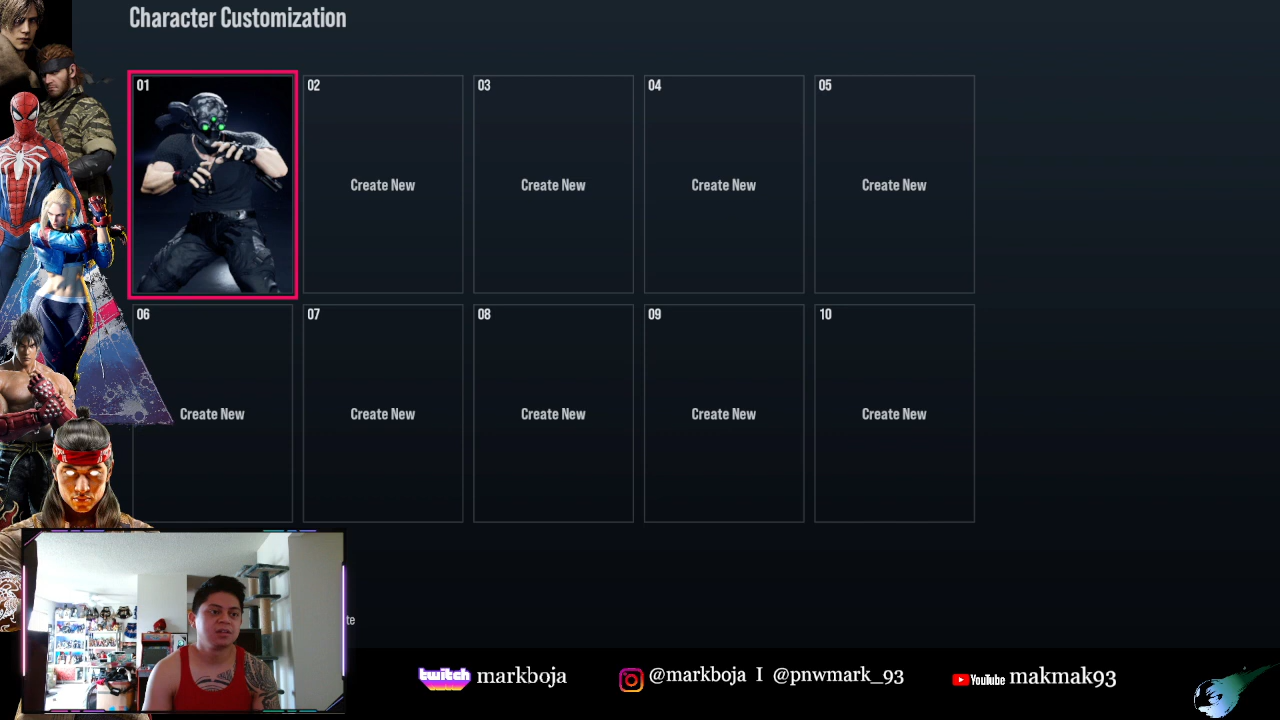 Character Customization
01
02
03
04
05
Create New
Create New
Create New
Create New
06
07
08
09
10
Create New
Create New
Create New
Create New
Create New
te
twitch markboja
@markboja I @pnwmark_93
YouTube makmak93